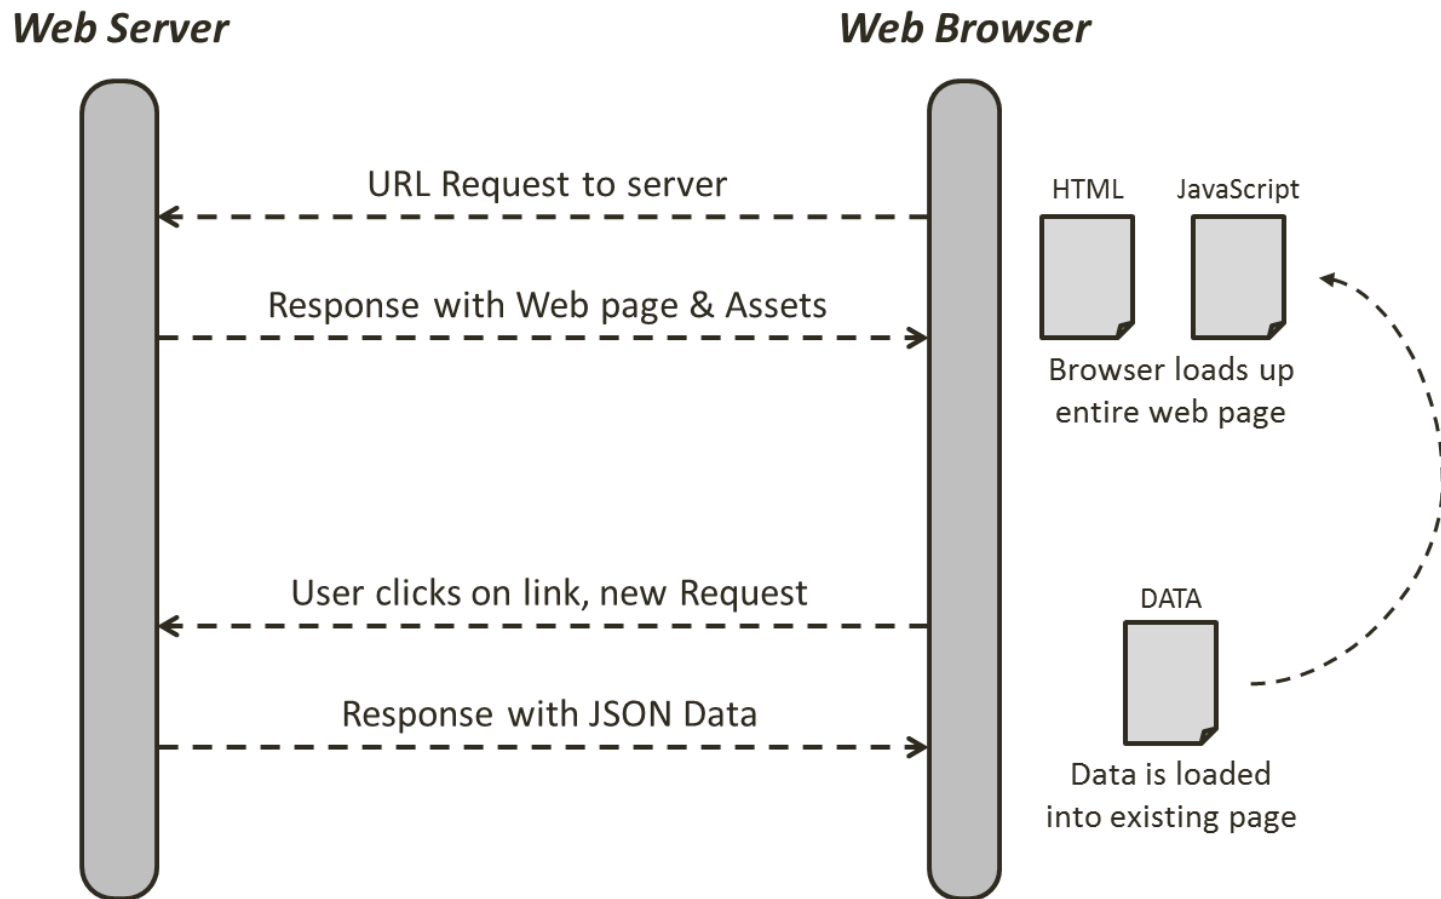 Web Server
Web Browser
URL Request to server
HTML
JavaScript
Response with Web page & Assets
Browser loads up
entire web page
User clicks on link, new Request
DATA
Response with JSON Data
Data is loaded
into existing page